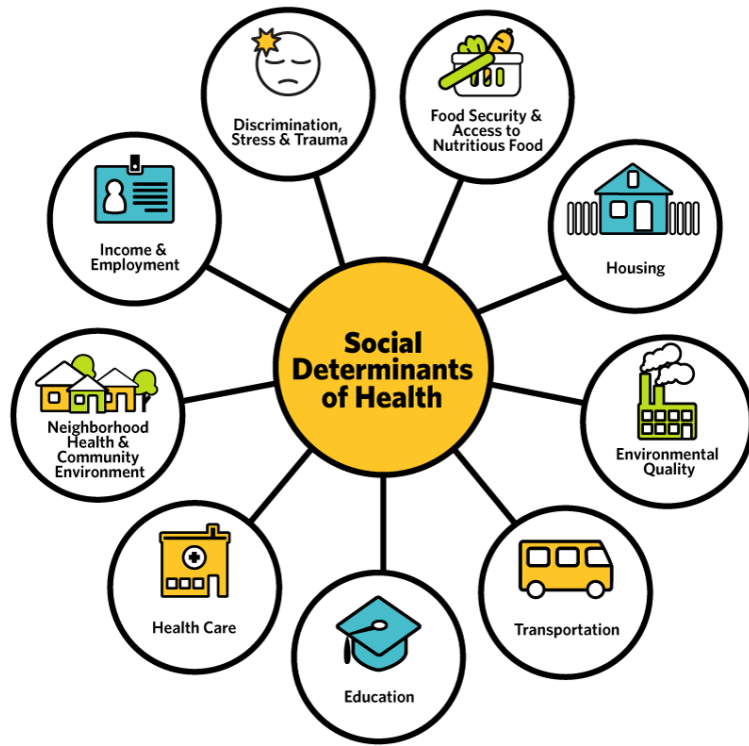 Social
Determinants
of Health
Discrimination,
Stress & Trauma
Food Security &
Access to
Nutritious Food
Housing
Environmental
Quality
Transportation
Education
Health Care
Neighborhood
Health &
Community
Environment
Income &
Employment